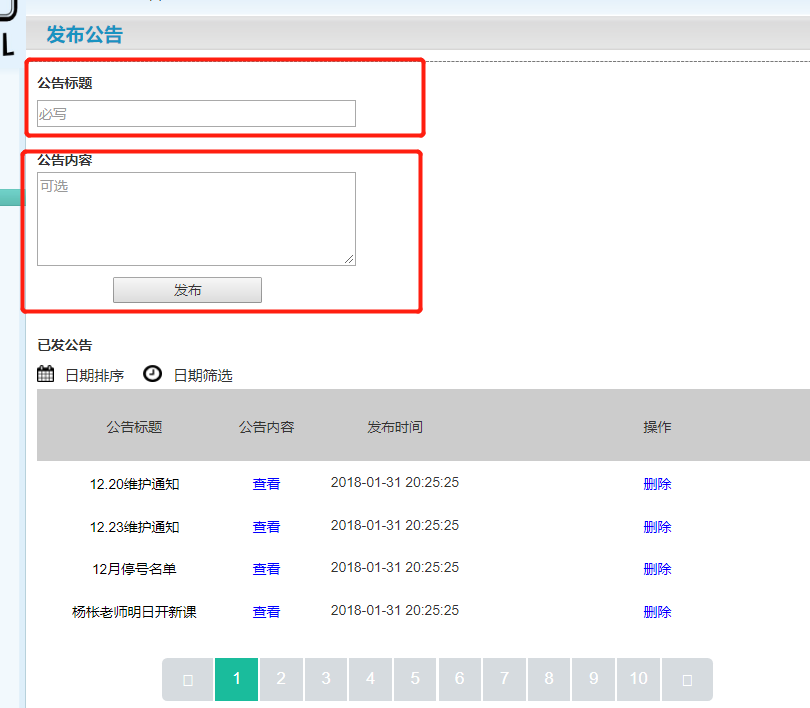 发布公告
公告标题
必写
公告内容
可选
发布
已发公告
日期排序 日期筛选
公告标题 公告内容 发布时间 操作
12.20维护通知 查看 2018-01-31 20:25:25 删除
12.23维护通知 查看 2018-01-31 20:25:25 删除
12月停号名单 查看 2018-01-31 20:25:25 删除
杨枨老师明日开新课 查看 2018-01-31 20:25:25 删除
1 2 3 4 5 6 7 8 9 10